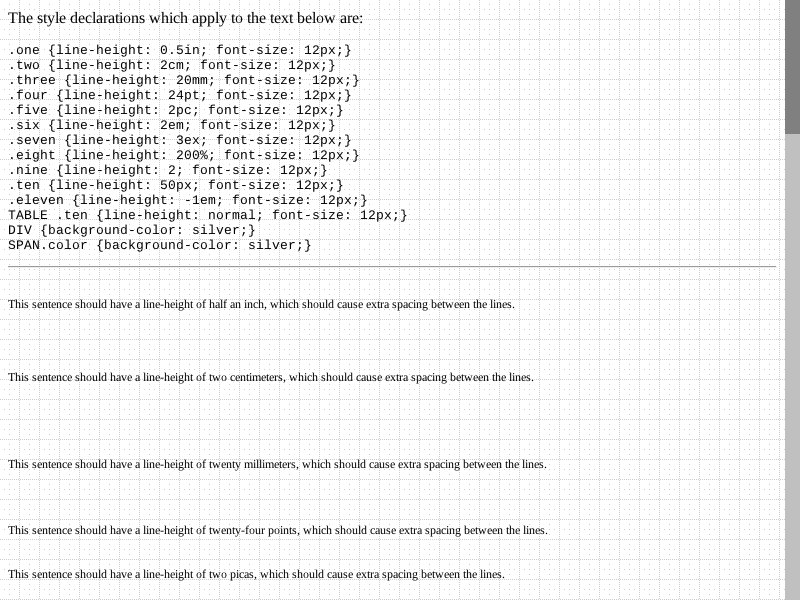 The style declarations which apply to the text below are:
.one {line-height: 0.5in; font-size: 12px;}
.two {line-height: 2cm; font-size: 12px;}
.three {line-height: 20mm; font-size: 12px;}
.four {line-height: 24pt; font-size: 12px;}
.five {line-height: 2pc; font-size: 12px;}
.six {line-height: 2em; font-size: 12px;}
.seven {line-height: 3ex; font-size: 12px;}
.eight {line-height: 200%; font-size: 12px;}
.nine {line-height: 2; font-size: 12px;}
.ten {line-height: 50px; font-size: 12px;}
.eleven {line-height: -1em; font-size: 12px;}
TABLE .ten {line-height: normal; font-size: 12px;}
DIV {background-color: silver;}
SPAN.color {background-color: silver;}
This sentence should have a line-height of half an inch, which should cause extra spacing between the lines.
This sentence should have a line-height of two centimeters, which should cause extra spacing between the lines.
This sentence should have a line-height of twenty millimeters, which should cause extra spacing between the lines.
This sentence should have a line-height of twenty-four points, which should cause extra spacing between the lines.
This sentence should have a line-height of two picas, which should cause extra spacing between the lines.